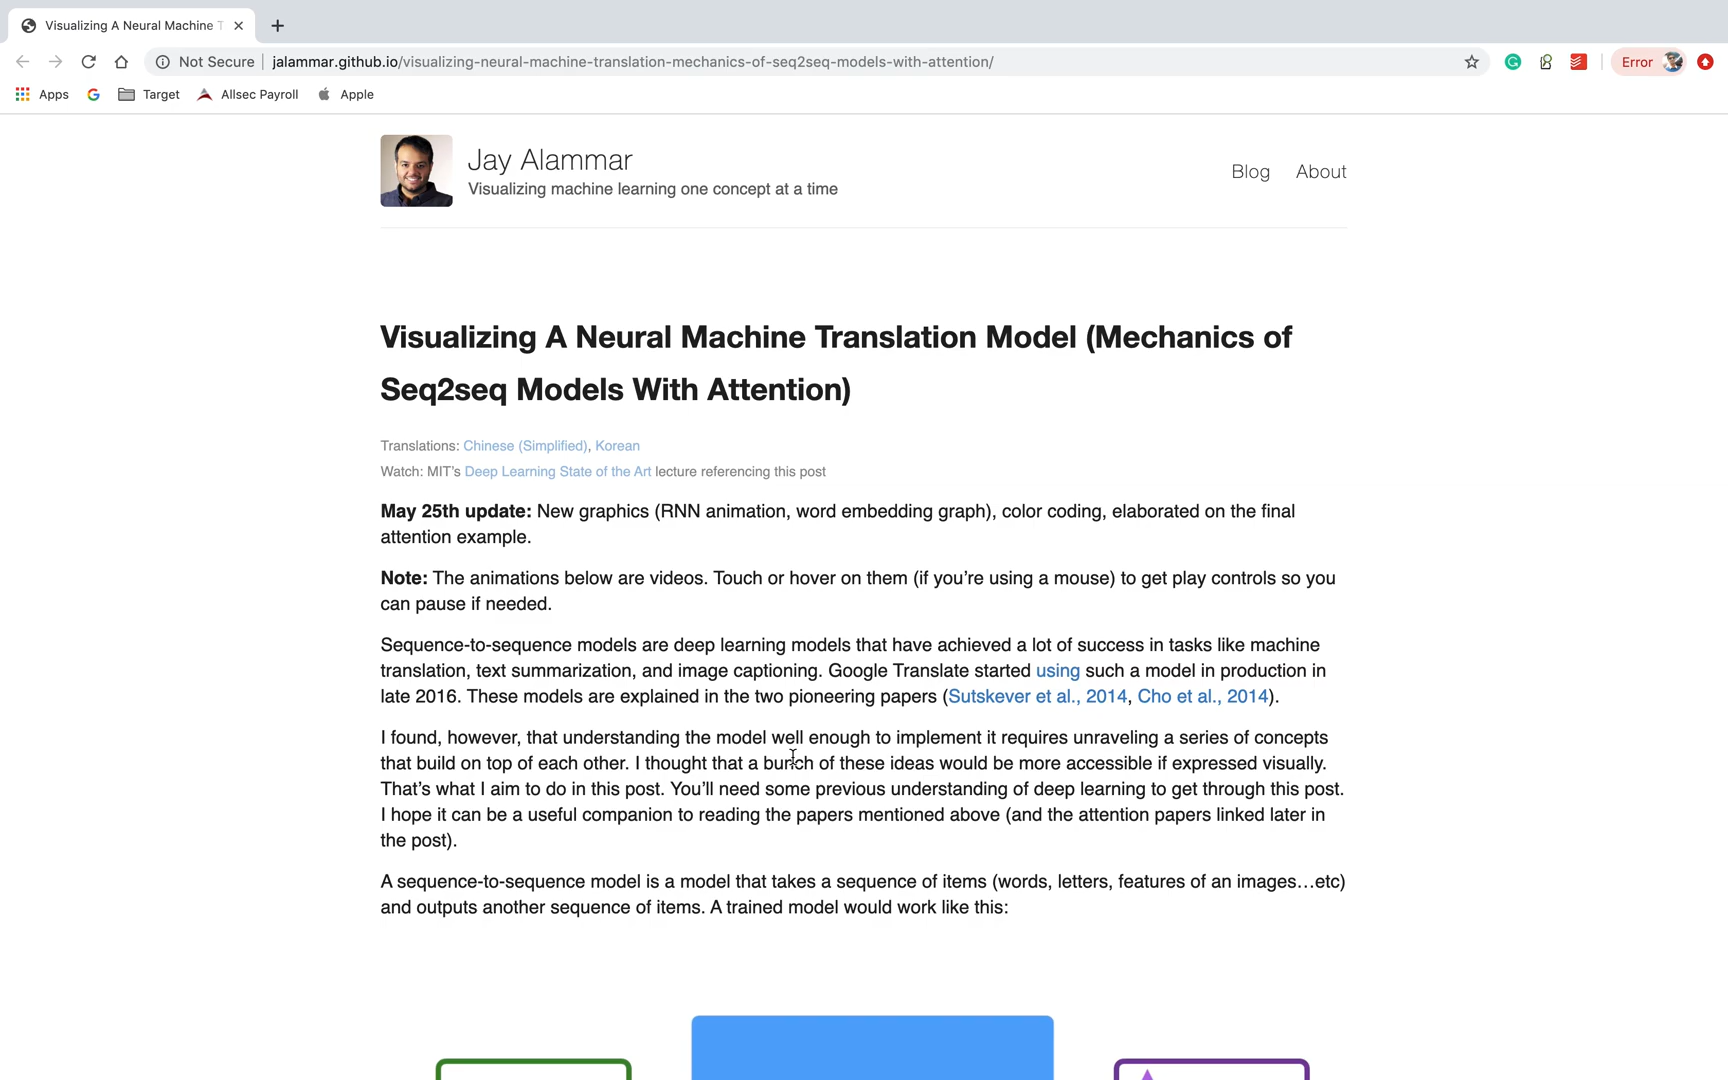 Visualizing A Neural Machine T
Not Secure
jalammar.github.io/visualizing-neural-machine-translation-mechanics-of-seq2seq-models-with-attention/
Error
Apps
Target
Allsec Payroll
Apple
Jay Alammar
Visualizing machine learning one concept at a time
Blog
About
Visualizing A Neural Machine Translation Model (Mechanics of
Seq2seq Models With Attention)
Translations: Chinese (Simplified), Korean
Watch: MIT's Deep Learning State of the Art lecture referencing this post
May 25th update: New graphics (RNN animation, word embedding graph), color coding, elaborated on the final
attention example.
Note: The animations below are videos. Touch or hover on them (if you're using a mouse) to get play controls so you
can pause if needed.
Sequence-to-sequence models are deep learning models that have achieved a lot of success in tasks like machine
translation, text summarization, and image captioning. Google Translate started using such a model in production in
late 2016. These models are explained in the two pioneering papers (Sutskever et al., 2014, Cho et al., 2014).
I found, however, that understanding the model well enough to implement it requires unraveling a series of concepts
that build on top of each other. I thought that a bunch of these ideas would be more accessible if expressed visually.
That's what I aim to do in this post. You'll need some previous understanding of deep learning to get through this post.
I hope it can be a useful companion to reading the papers mentioned above (and the attention papers linked later in
the post).
A sequence-to-sequence model is a model that takes a sequence of items (words, letters, features of an images…etc)
and outputs another sequence of items. A trained model would work like this: